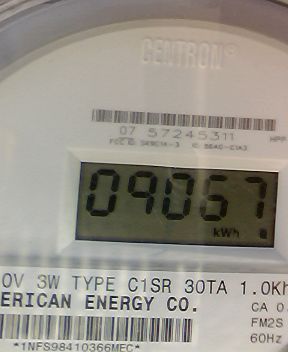 CENTRON®
07 57245311
09067
kWh
0V 3W TYPE C1SR 30TA 1.0Kh
ERICAN ENERGY CO.
CA 0.
FM2S
60Hz
*1NFS98410366MEC*